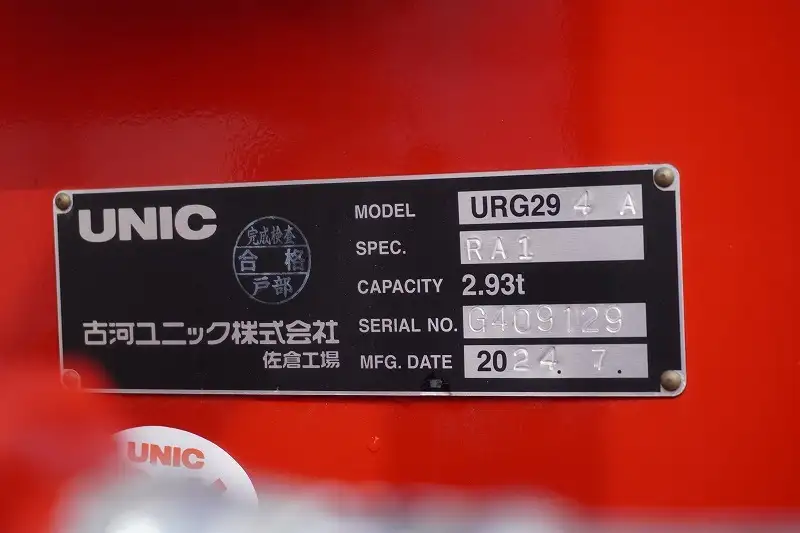 UNIC
完成検査
合格
戸部
古河ユニック株式会社
佐倉工場
MODEL URG29 4 A
SPEC. RA1
CAPACITY 2.93t
SERIAL NO. G409129
MFG. DATE 2024. 7.
UNIC